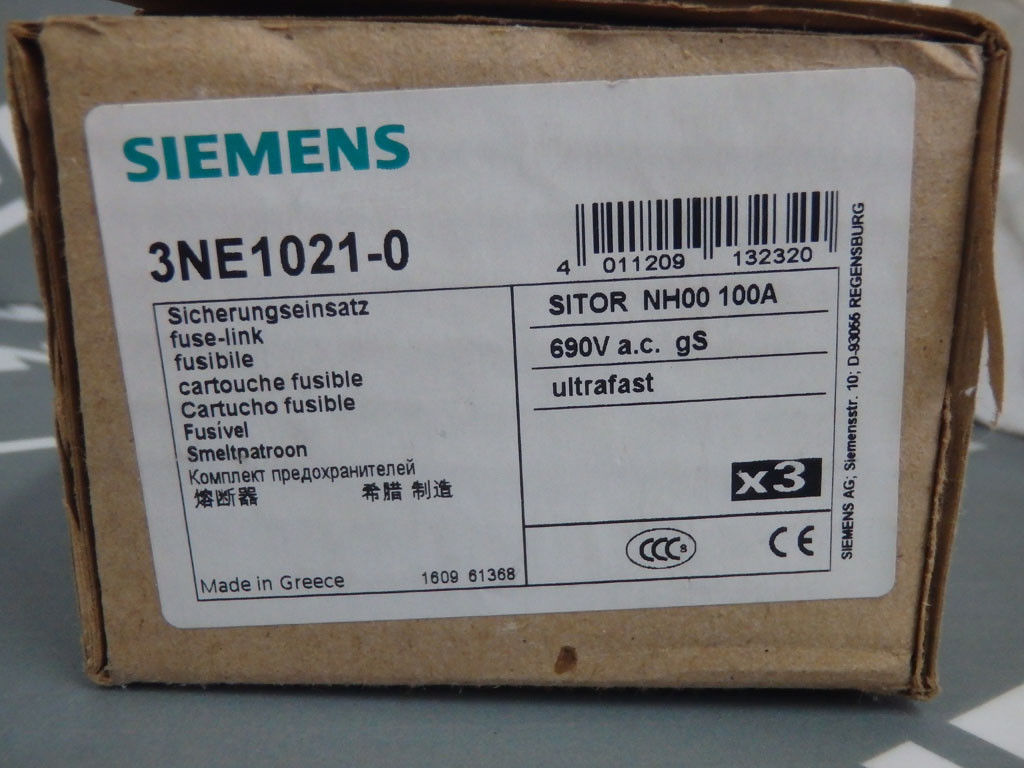 SIEMENS
3NE1021-0
4 011209 132320
Sicherungseinsatz
fuse-link
fusibile
cartouche fusible
Cartucho fusible
Fusível
Smeltpatroon
Комплект предохранителей
熔断器 希腊 制造
Made in Greece 1609 61368
SITOR NH00 100A
690V a.c. gS
ultrafast
x3
CCC S
CE
SIEMENS AG; Siemensstr. 10; D-93055 REGENSBURG